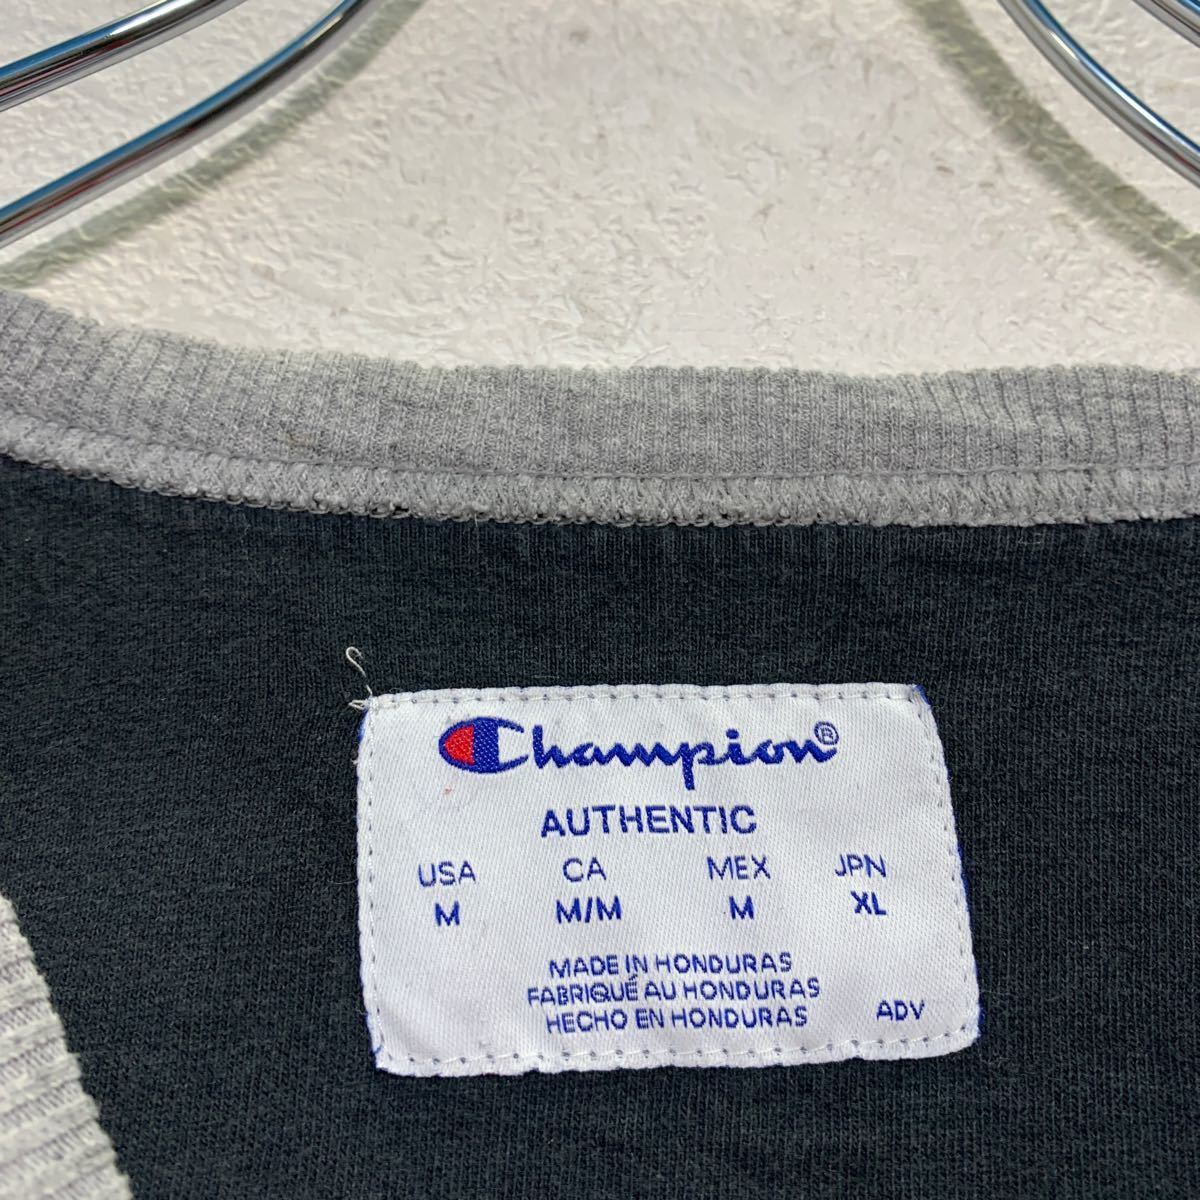 Champion®
AUTHENTIC
USA CA MEX JPN
M M/M M XL
MADE IN HONDURAS
FABRIQUÉ AU HONDURAS
HECHO EN HONDURAS ADV